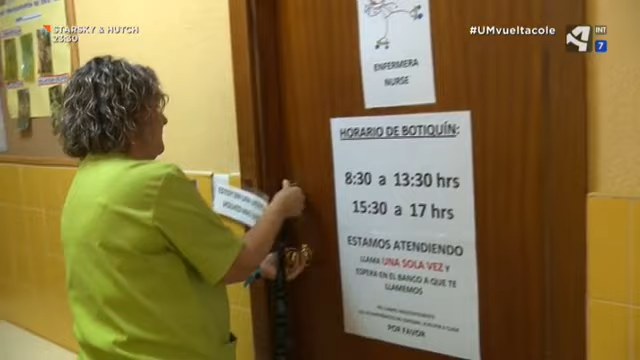 STARSKY & HUTCH
23:30
#UMvueltacole
INT
7
ENFERMERA
NURSE
HORARIO DE BOTIQUÍN:
8:30 a 13:30 hrs
15:30 a 17 hrs
ESTAMOS ATENDIENDO
LLAMA UNA SOLA VEZ Y
ESPERA EN EL BANCO A QUE TE
LLAMEMOS
POR FAVOR